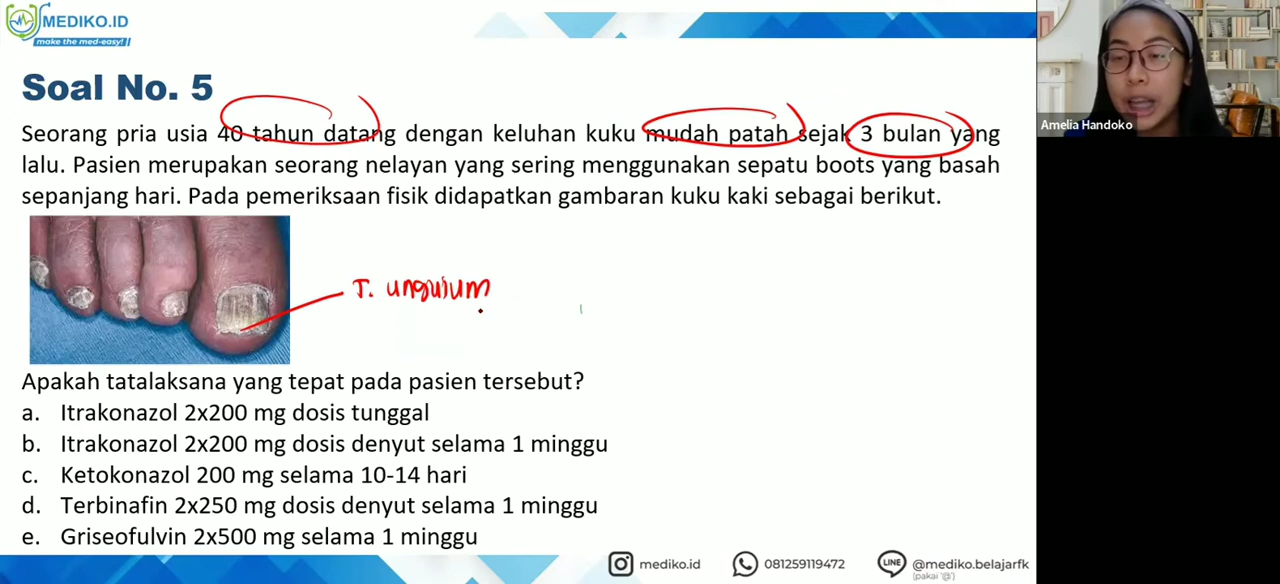 MEDIKO.ID
make the med-easy!
Soal No. 5
Seorang pria usia 40 tahun datang dengan keluhan kuku mudah patah sejak 3 bulan yang
lalu. Pasien merupakan seorang nelayan yang sering menggunakan sepatu boots yang basah
sepanjang hari. Pada pemeriksaan fisik didapatkan gambaran kuku kaki sebagai berikut.
T. unguium
Apakah tatalaksana yang tepat pada pasien tersebut?
a. Itrakonazol 2x200 mg dosis tunggal
b. Itrakonazol 2x200 mg dosis denyut selama 1 minggu
c. Ketokonazol 200 mg selama 10-14 hari
d. Terbinafin 2x250 mg dosis denyut selama 1 minggu
e. Griseofulvin 2x500 mg selama 1 minggu
mediko.id
081259119472
LINE
@mediko.belajarfk
(pakai '@')
Amelia Handoko